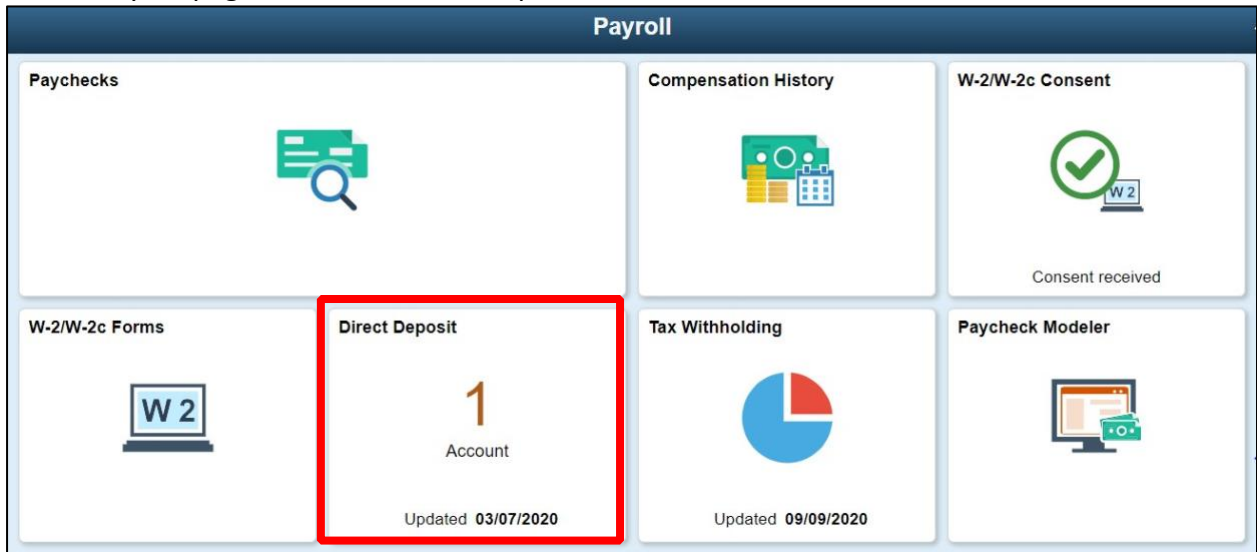 Payroll
Paychecks
Compensation History
W-2/W-2c Consent
W 2
Consent received
W-2/W-2c Forms
W 2
Direct Deposit
1
Account
Updated 03/07/2020
Tax Withholding
Updated 09/09/2020
Paycheck Modeler